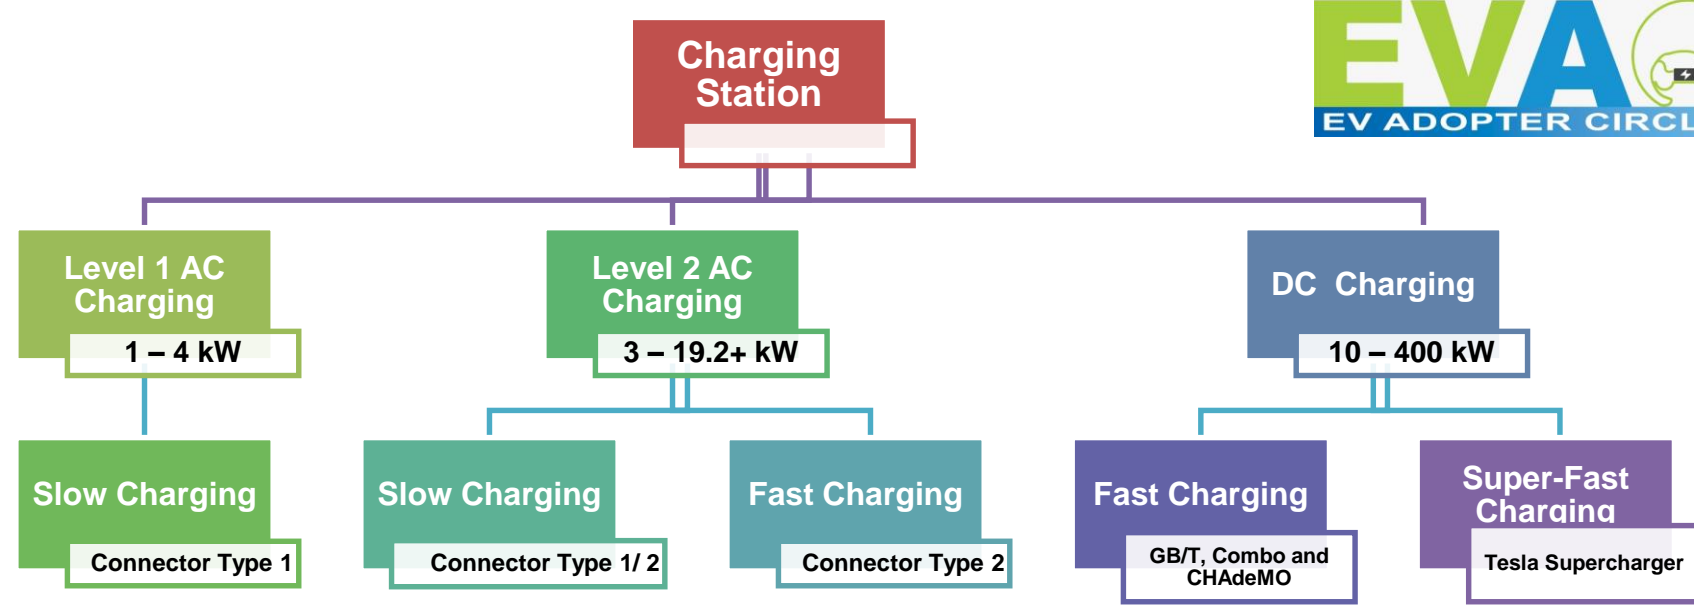 Charging
Station
EVA
EV ADOPTER CIRCL
Level 1 AC
Charging
1 – 4 kW
Level 2 AC
Charging
3 – 19.2+ kW
DC Charging
10 – 400 kW
Slow Charging
Connector Type 1
Slow Charging
Connector Type 1/ 2
Fast Charging
Connector Type 2
Fast Charging
GB/T, Combo and
CHAdeMO
Super-Fast
Charging
Tesla Supercharger